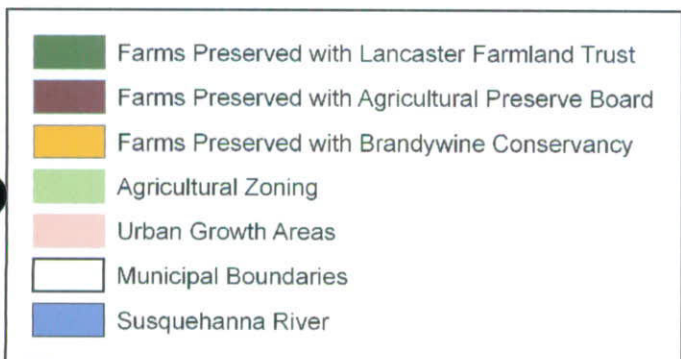 Farms Preserved with Lancaster Farmland Trust
Farms Preserved with Agricultural Preserve Board
Farms Preserved with Brandywine Conservancy
Agricultural Zoning
Urban Growth Areas
Municipal Boundaries
Susquehanna River